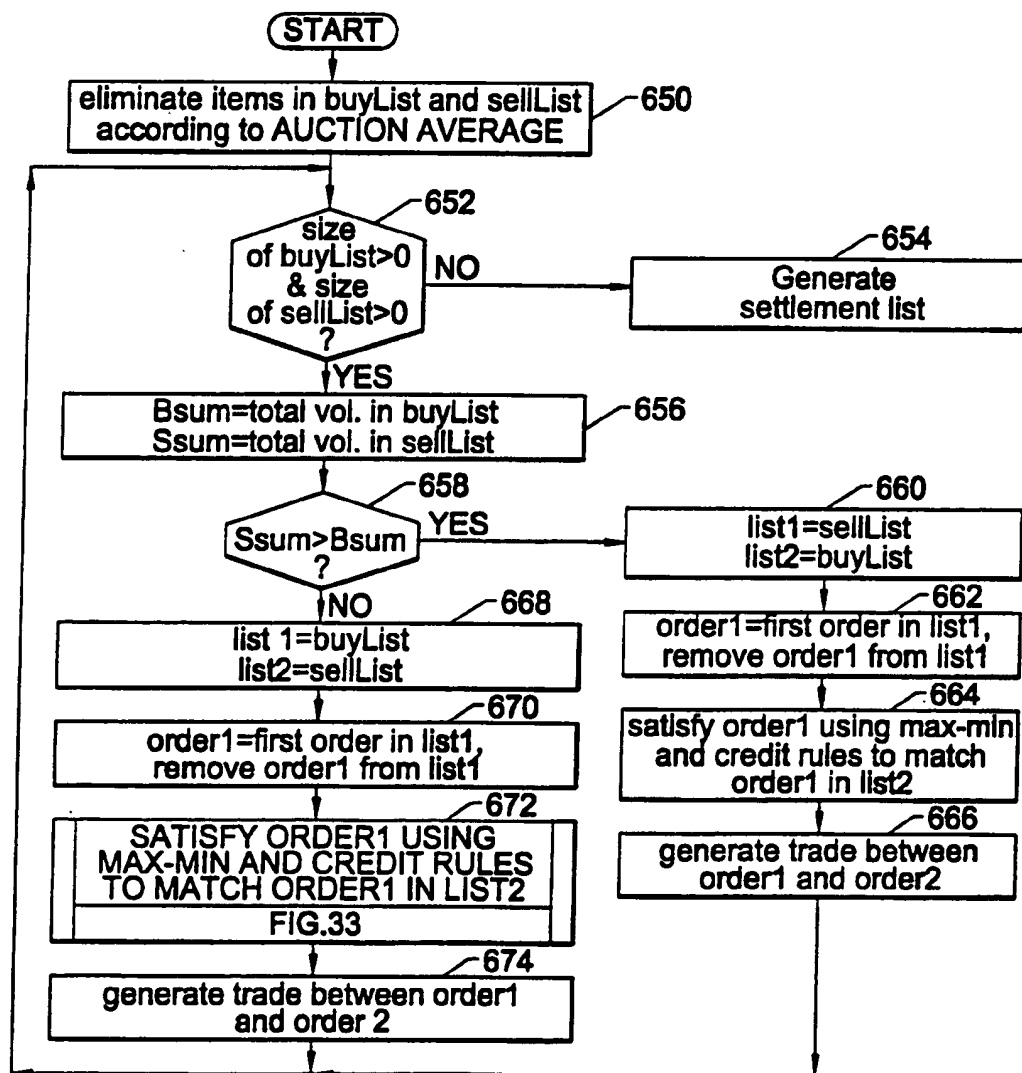 START
eliminate items in buyList and sellList
according to AUCTION AVERAGE
650
652
size
of buyList>0
& size
of sellList>0
?
NO
654
Generate
settlement list
YES
Bsum=total vol. in buyList
Ssum=total vol. in sellList
656
658
Ssum>Bsum
?
YES
660
list1=sellList
list2=buyList
662
order1=first order in list1,
remove order1 from list1
664
satisfy order1 using max-min
and credit rules to match
order1 in list2
666
generate trade between
order1 and order2
NO
668
list 1=buyList
list2=sellList
670
order1=first order in list1,
remove order1 from list1
672
SATISFY ORDER1 USING
MAX-MIN AND CREDIT RULES
TO MATCH ORDER1 IN LIST2
FIG.33
674
generate trade between order1
and order 2